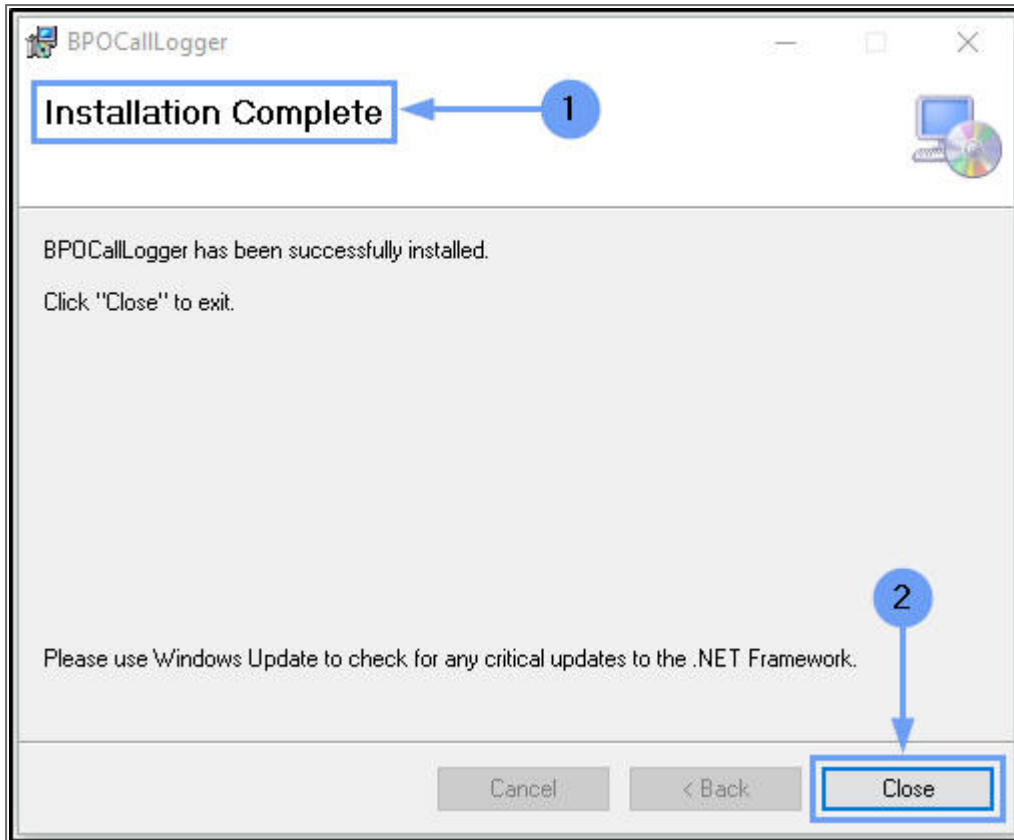 BPOCallLogger
Installation Complete
1
BPOCallLogger has been successfully installed.
Click "Close" to exit.
2
Please use Windows Update to check for any critical updates to the .NET Framework.
Cancel
< Back
Close